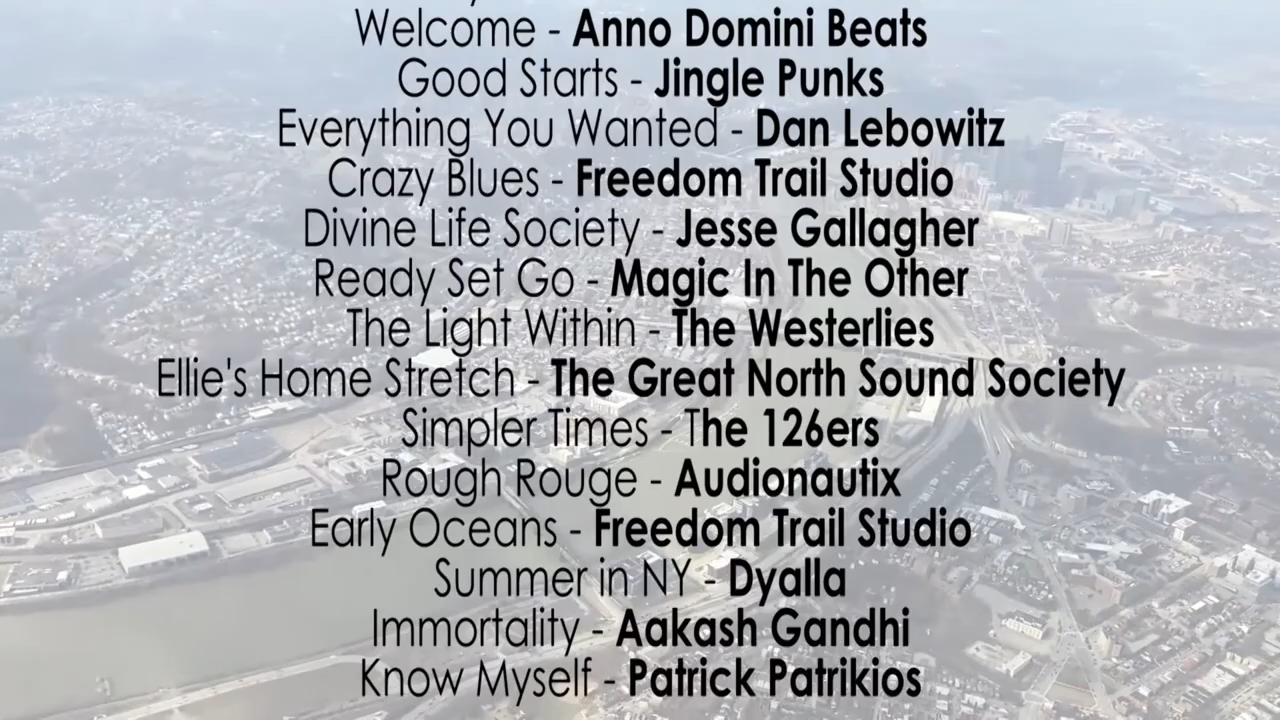 Welcome - Anno Domini Beats
Good Starts - Jingle Punks
Everything You Wanted - Dan Lebowitz
Crazy Blues - Freedom Trail Studio
Divine Life Society - Jesse Gallagher
Ready Set Go - Magic In The Other
The Light Within - The Westerlies
Ellie's Home Stretch - The Great North Sound Society
Simpler Times - The 126ers
Rough Rouge - Audionautix
Early Oceans - Freedom Trail Studio
Summer in NY - Dyalla
Immortality - Aakash Gandhi
Know Myself - Patrick Patrikios